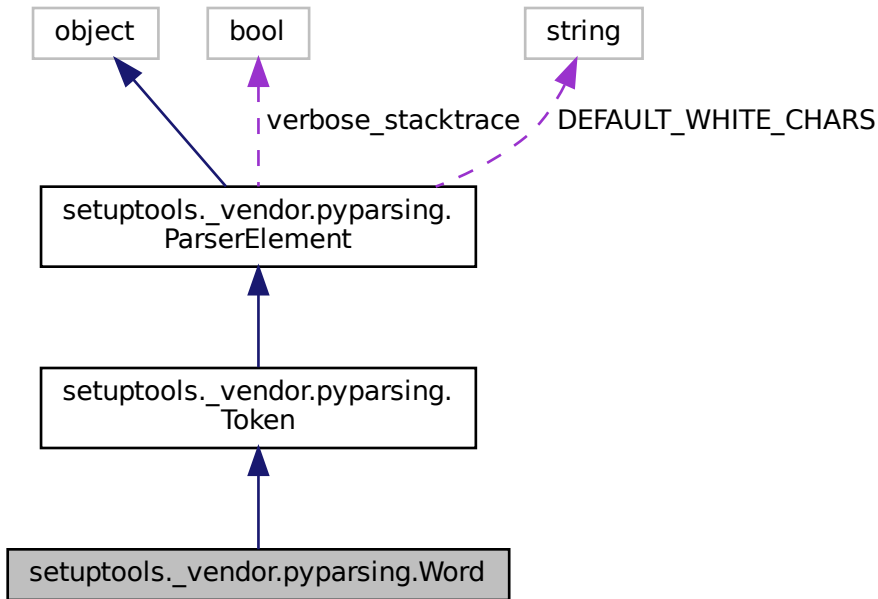 object
bool
string
verbose_stacktrace
DEFAULT_WHITE_CHARS
setuptools._vendor.pyparsing.
ParserElement
setuptools._vendor.pyparsing.
Token
setuptools._vendor.pyparsing.Word